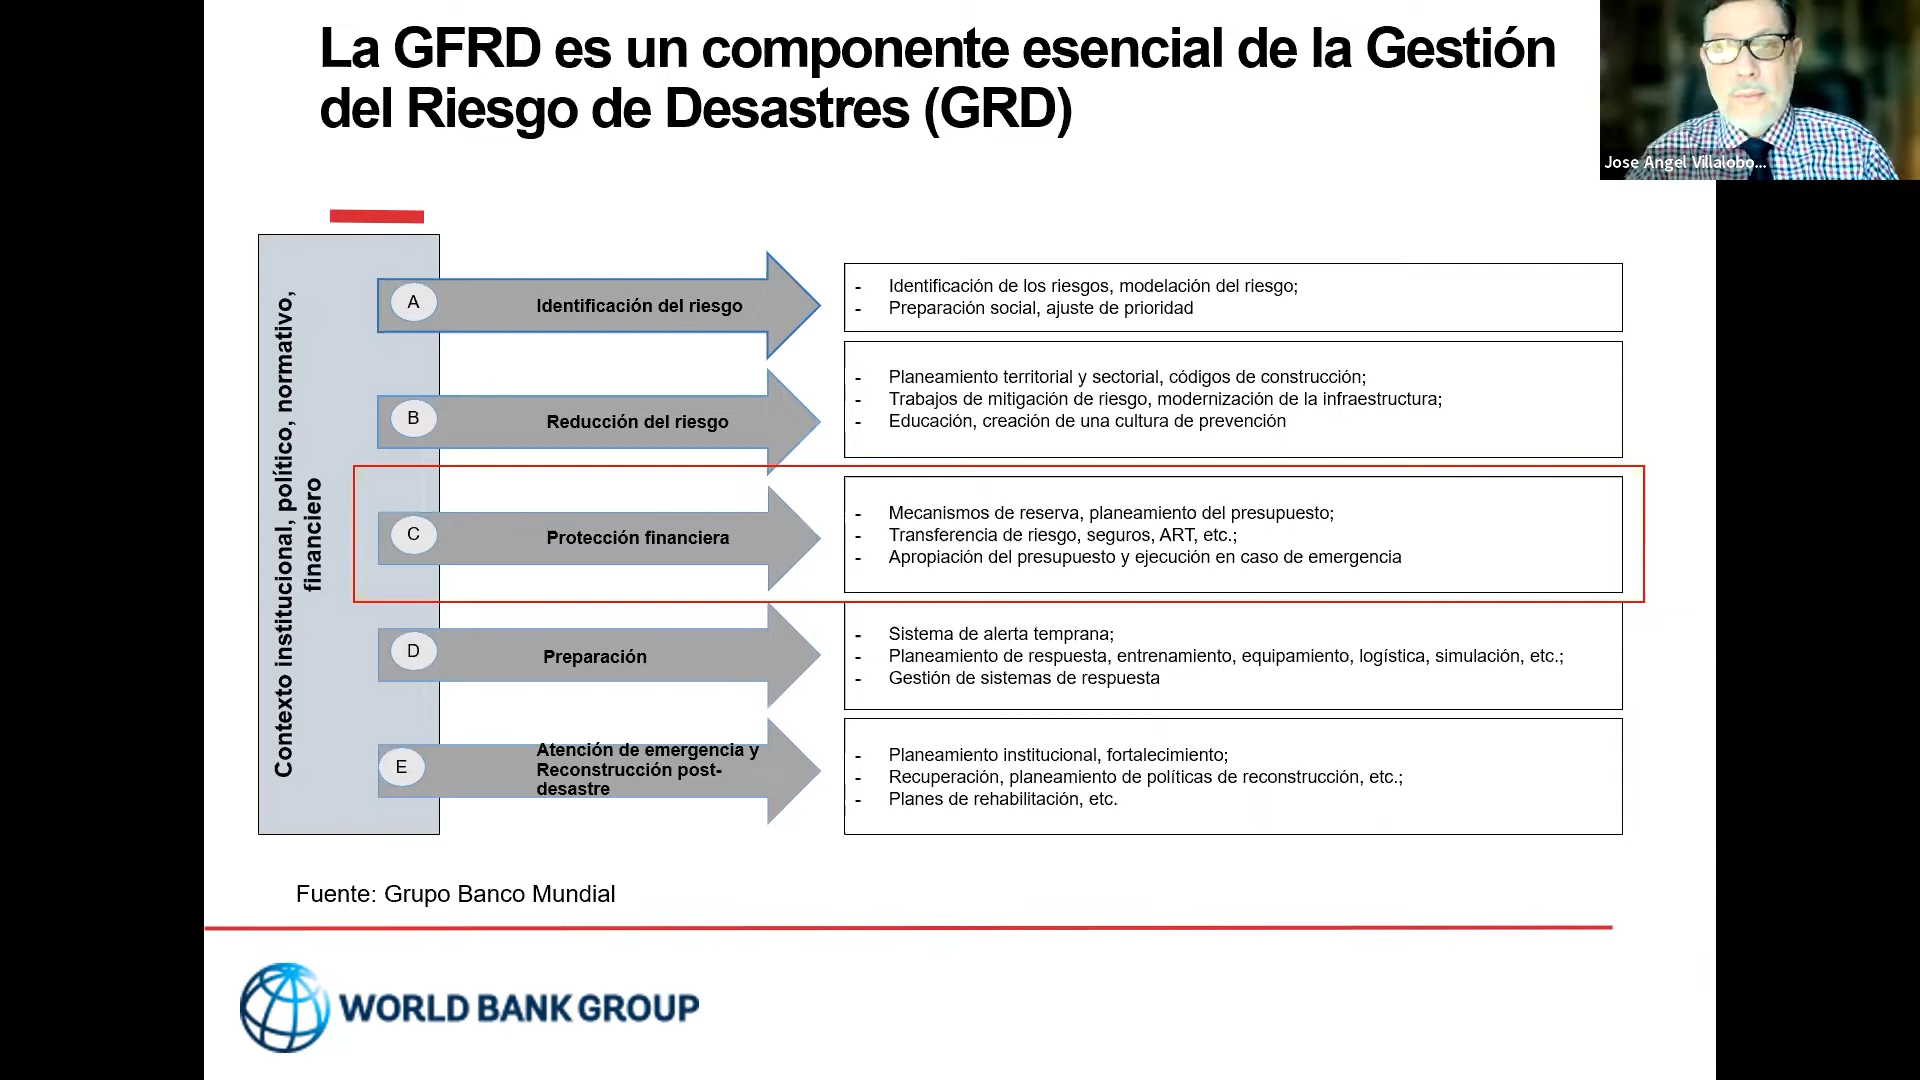 La GFRD es un componente esencial de la Gestión
del Riesgo de Desastres (GRD)
Jose Angel Villalobo...
Contexto institucional, político, normativo,
financiero
A
Identificación del riesgo
- Identificación de los riesgos, modelación del riesgo;
- Preparación social, ajuste de prioridad
B
Reducción del riesgo
- Planeamiento territorial y sectorial, códigos de construcción;
- Trabajos de mitigación de riesgo, modernización de la infraestructura;
- Educación, creación de una cultura de prevención
C
Protección financiera
- Mecanismos de reserva, planeamiento del presupuesto;
- Transferencia de riesgo, seguros, ART, etc.;
- Apropiación del presupuesto y ejecución en caso de emergencia
D
Preparación
- Sistema de alerta temprana;
- Planeamiento de respuesta, entrenamiento, equipamiento, logística, simulación, etc.;
- Gestión de sistemas de respuesta
E
Atención de emergencia y
Reconstrucción post-
desastre
- Planeamiento institucional, fortalecimiento;
- Recuperación, planeamiento de políticas de reconstrucción, etc.;
- Planes de rehabilitación, etc.
Fuente: Grupo Banco Mundial
WORLD BANK GROUP